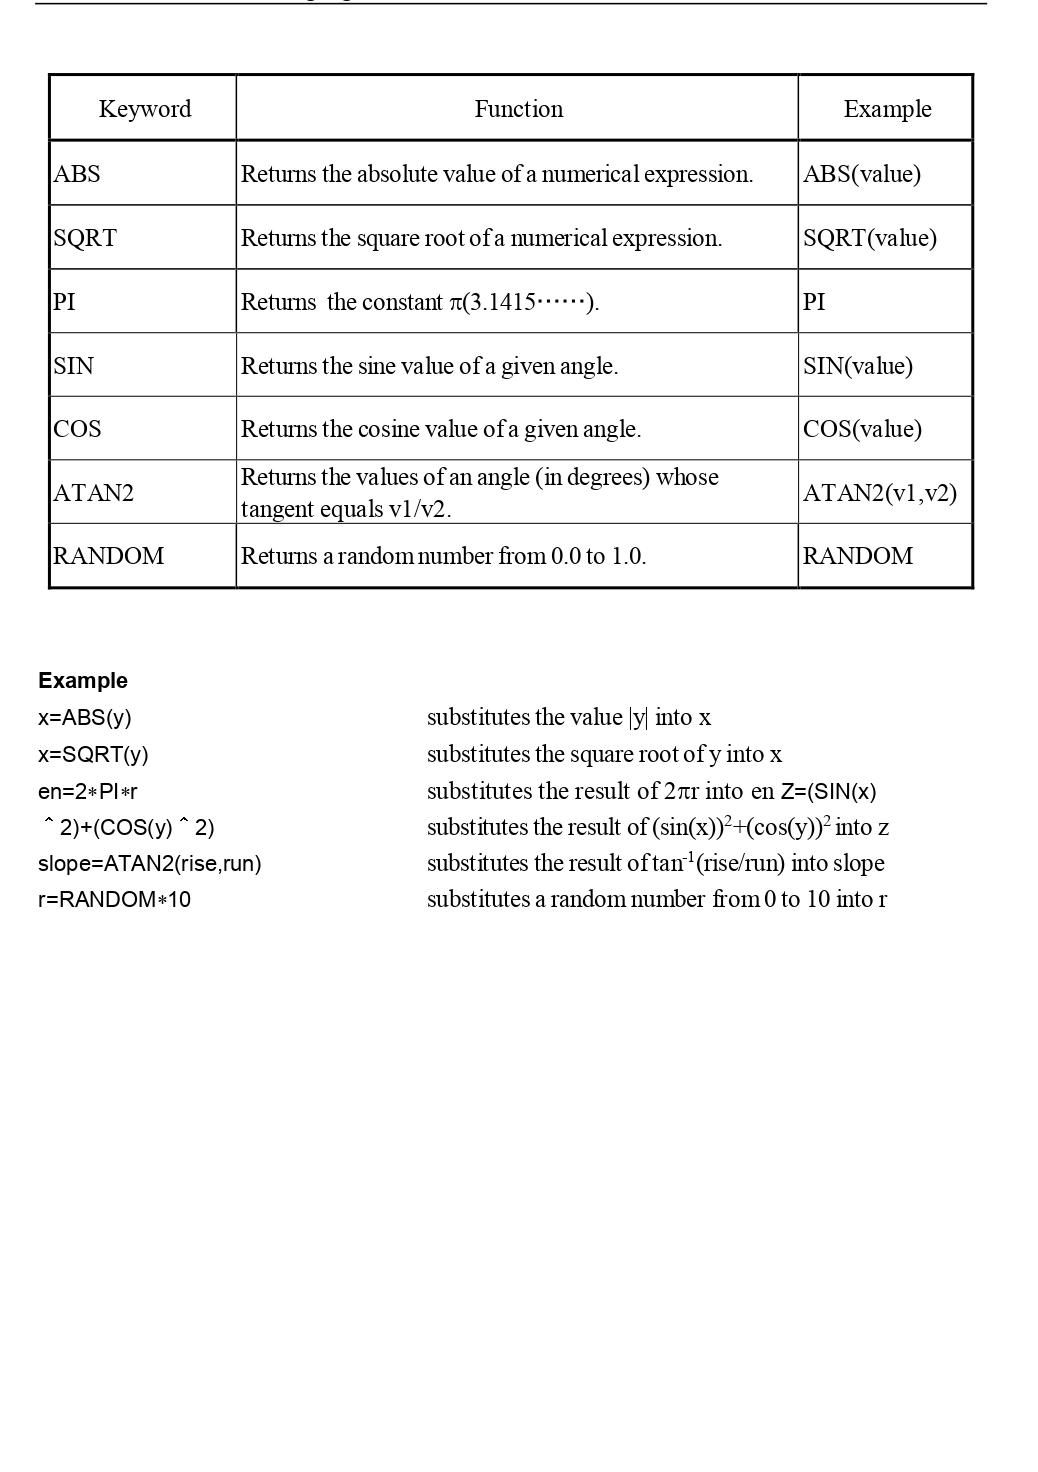 Keyword Function Example
ABS Returns the absolute value of a numerical expression. ABS(value)
SQRT Returns the square root of a numerical expression. SQRT(value)
PI Returns the constant π(3.1415······). PI
SIN Returns the sine value of a given angle. SIN(value)
COS Returns the cosine value of a given angle. COS(value)
ATAN2 Returns the values of an angle (in degrees) whose
tangent equals v1/v2. ATAN2(v1,v2)
RANDOM Returns a random number from 0.0 to 1.0. RANDOM
Example
x=ABS(y) substitutes the value |y| into x
x=SQRT(y) substitutes the square root of y into x
en=2*PI*r substitutes the result of 2πr into en Z=(SIN(x)
＾2)+(COS(y)＾2) substitutes the result of (sin(x))²+(cos(y))² into z
slope=ATAN2(rise,run) substitutes the result of tan⁻¹(rise/run) into slope
r=RANDOM*10 substitutes a random number from 0 to 10 into r